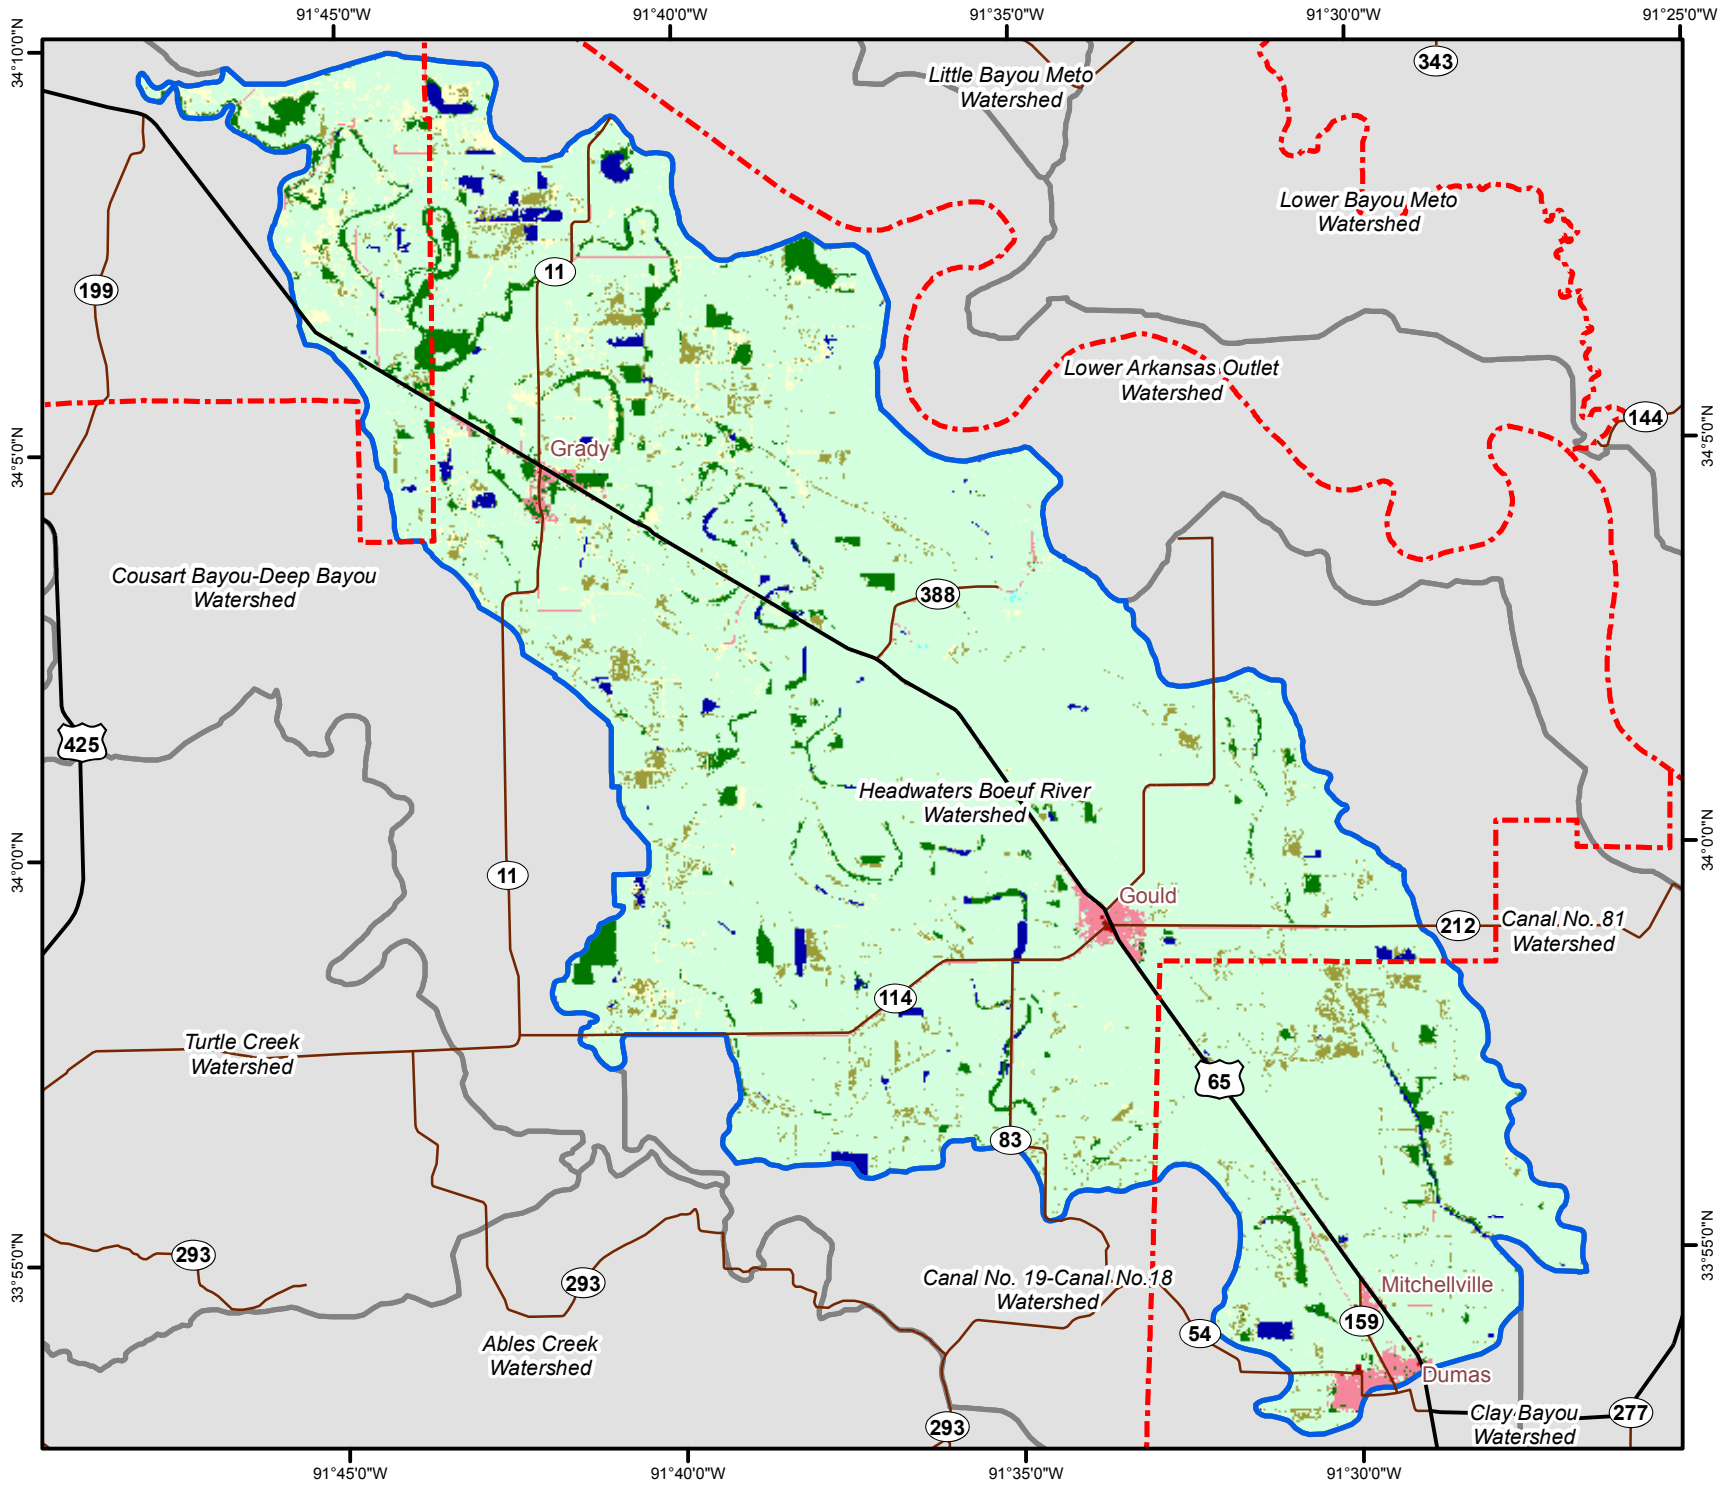 91°45'0"W
91°40'0"W
91°35'0"W
91°30'0"W
91°25'0"W
34°10'0"N
343
Little Bayou Meto
Watershed
Lower Bayou Meto
Watershed
11
199
Lower Arkansas Outlet
Watershed
144
34°5'0"N
34°5'0"N
Grady
Cousart Bayou-Deep Bayou
Watershed
388
425
Headwaters Boeuf River
Watershed
34°0'0"N
34°0'0"N
11
Gould
212
Canal No. 81
Watershed
114
Turtle Creek
Watershed
65
83
33°55'0"N
33°55'0"N
293
293
Canal No. 19-Canal No.18
Watershed
Mitchellville
159
54
Ables Creek
Watershed
Dumas
293
Clay Bayou
Watershed
277
91°45'0"W
91°40'0"W
91°35'0"W
91°30'0"W